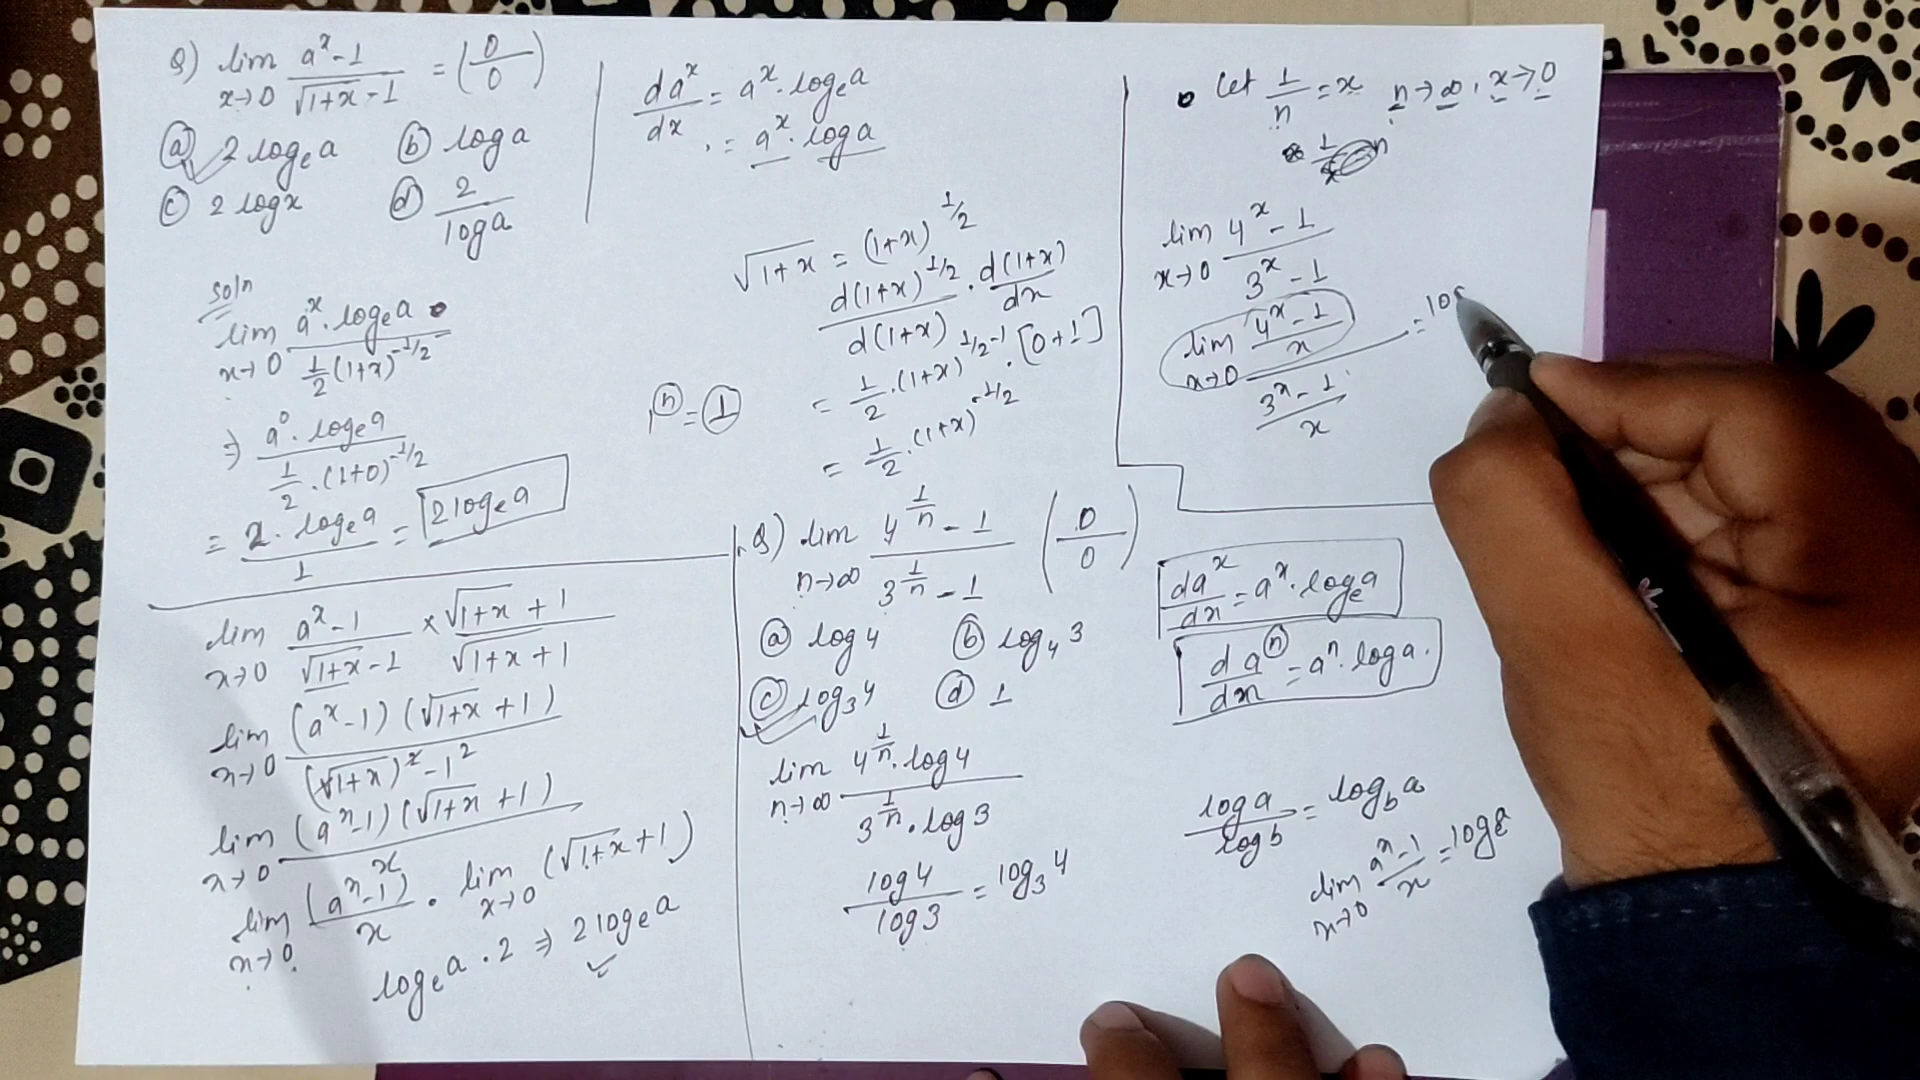 Q) lim x→0 (a^x - 1)/(√(1+x) - 1) = (0/0)
ⓐ 2 log_e a ⓑ log a
ⓒ 2 log x ⓓ 2/log a
Soln
lim x→0 (a^x · log_e a)/(1/2 (1+x)^(-1/2))
⇒ (a^0 · log_e a)/(1/2 · (1+0)^(-1/2))
= (2 · log_e a)/1 = 2 log_e a
lim x→0 (a^x - 1)/(√(1+x) - 1) × (√(1+x) + 1)/(√(1+x) + 1)
lim x→0 (a^x - 1)(√(1+x) + 1)/((√(1+x))^2 - 1^2)
lim x→0 (a^x - 1)(√(1+x) + 1)/x
lim x→0 (a^x - 1)/x · lim x→0 (√(1+x) + 1)
log_e a · 2 ⇒ 2 log_e a
da^x/dx = a^x · log_e a
= a^x · log a
√(1+x) = (1+x)^(1/2)
d(1+x)^(1/2)/d(1+x) · d(1+x)/dx
= 1/2 · (1+x)^(1/2 - 1) · [0+1]
= 1/2 · (1+x)^(-1/2)
1^n = 1
Q) lim n→∞ (4^(1/n) - 1)/(3^(1/n) - 1) (0/0)
ⓐ log 4 ⓑ log_4 3
ⓒ log_3 4 ⓓ 1
lim n→∞ (4^(1/n) · log 4)/(3^(1/n) · log 3)
log 4/log 3 = log_3 4
Let 1/n = x n→∞, x→0
lim x→0 (4^x - 1)/(3^x - 1)
lim x→0 ((4^x - 1)/x)/((3^x - 1)/x) = log
da^x/dx = a^x · log_e a
da^n/dx = a^n · log a.
log a/log b = log_b a
lim x→0 (a^x - 1)/x = log_e a